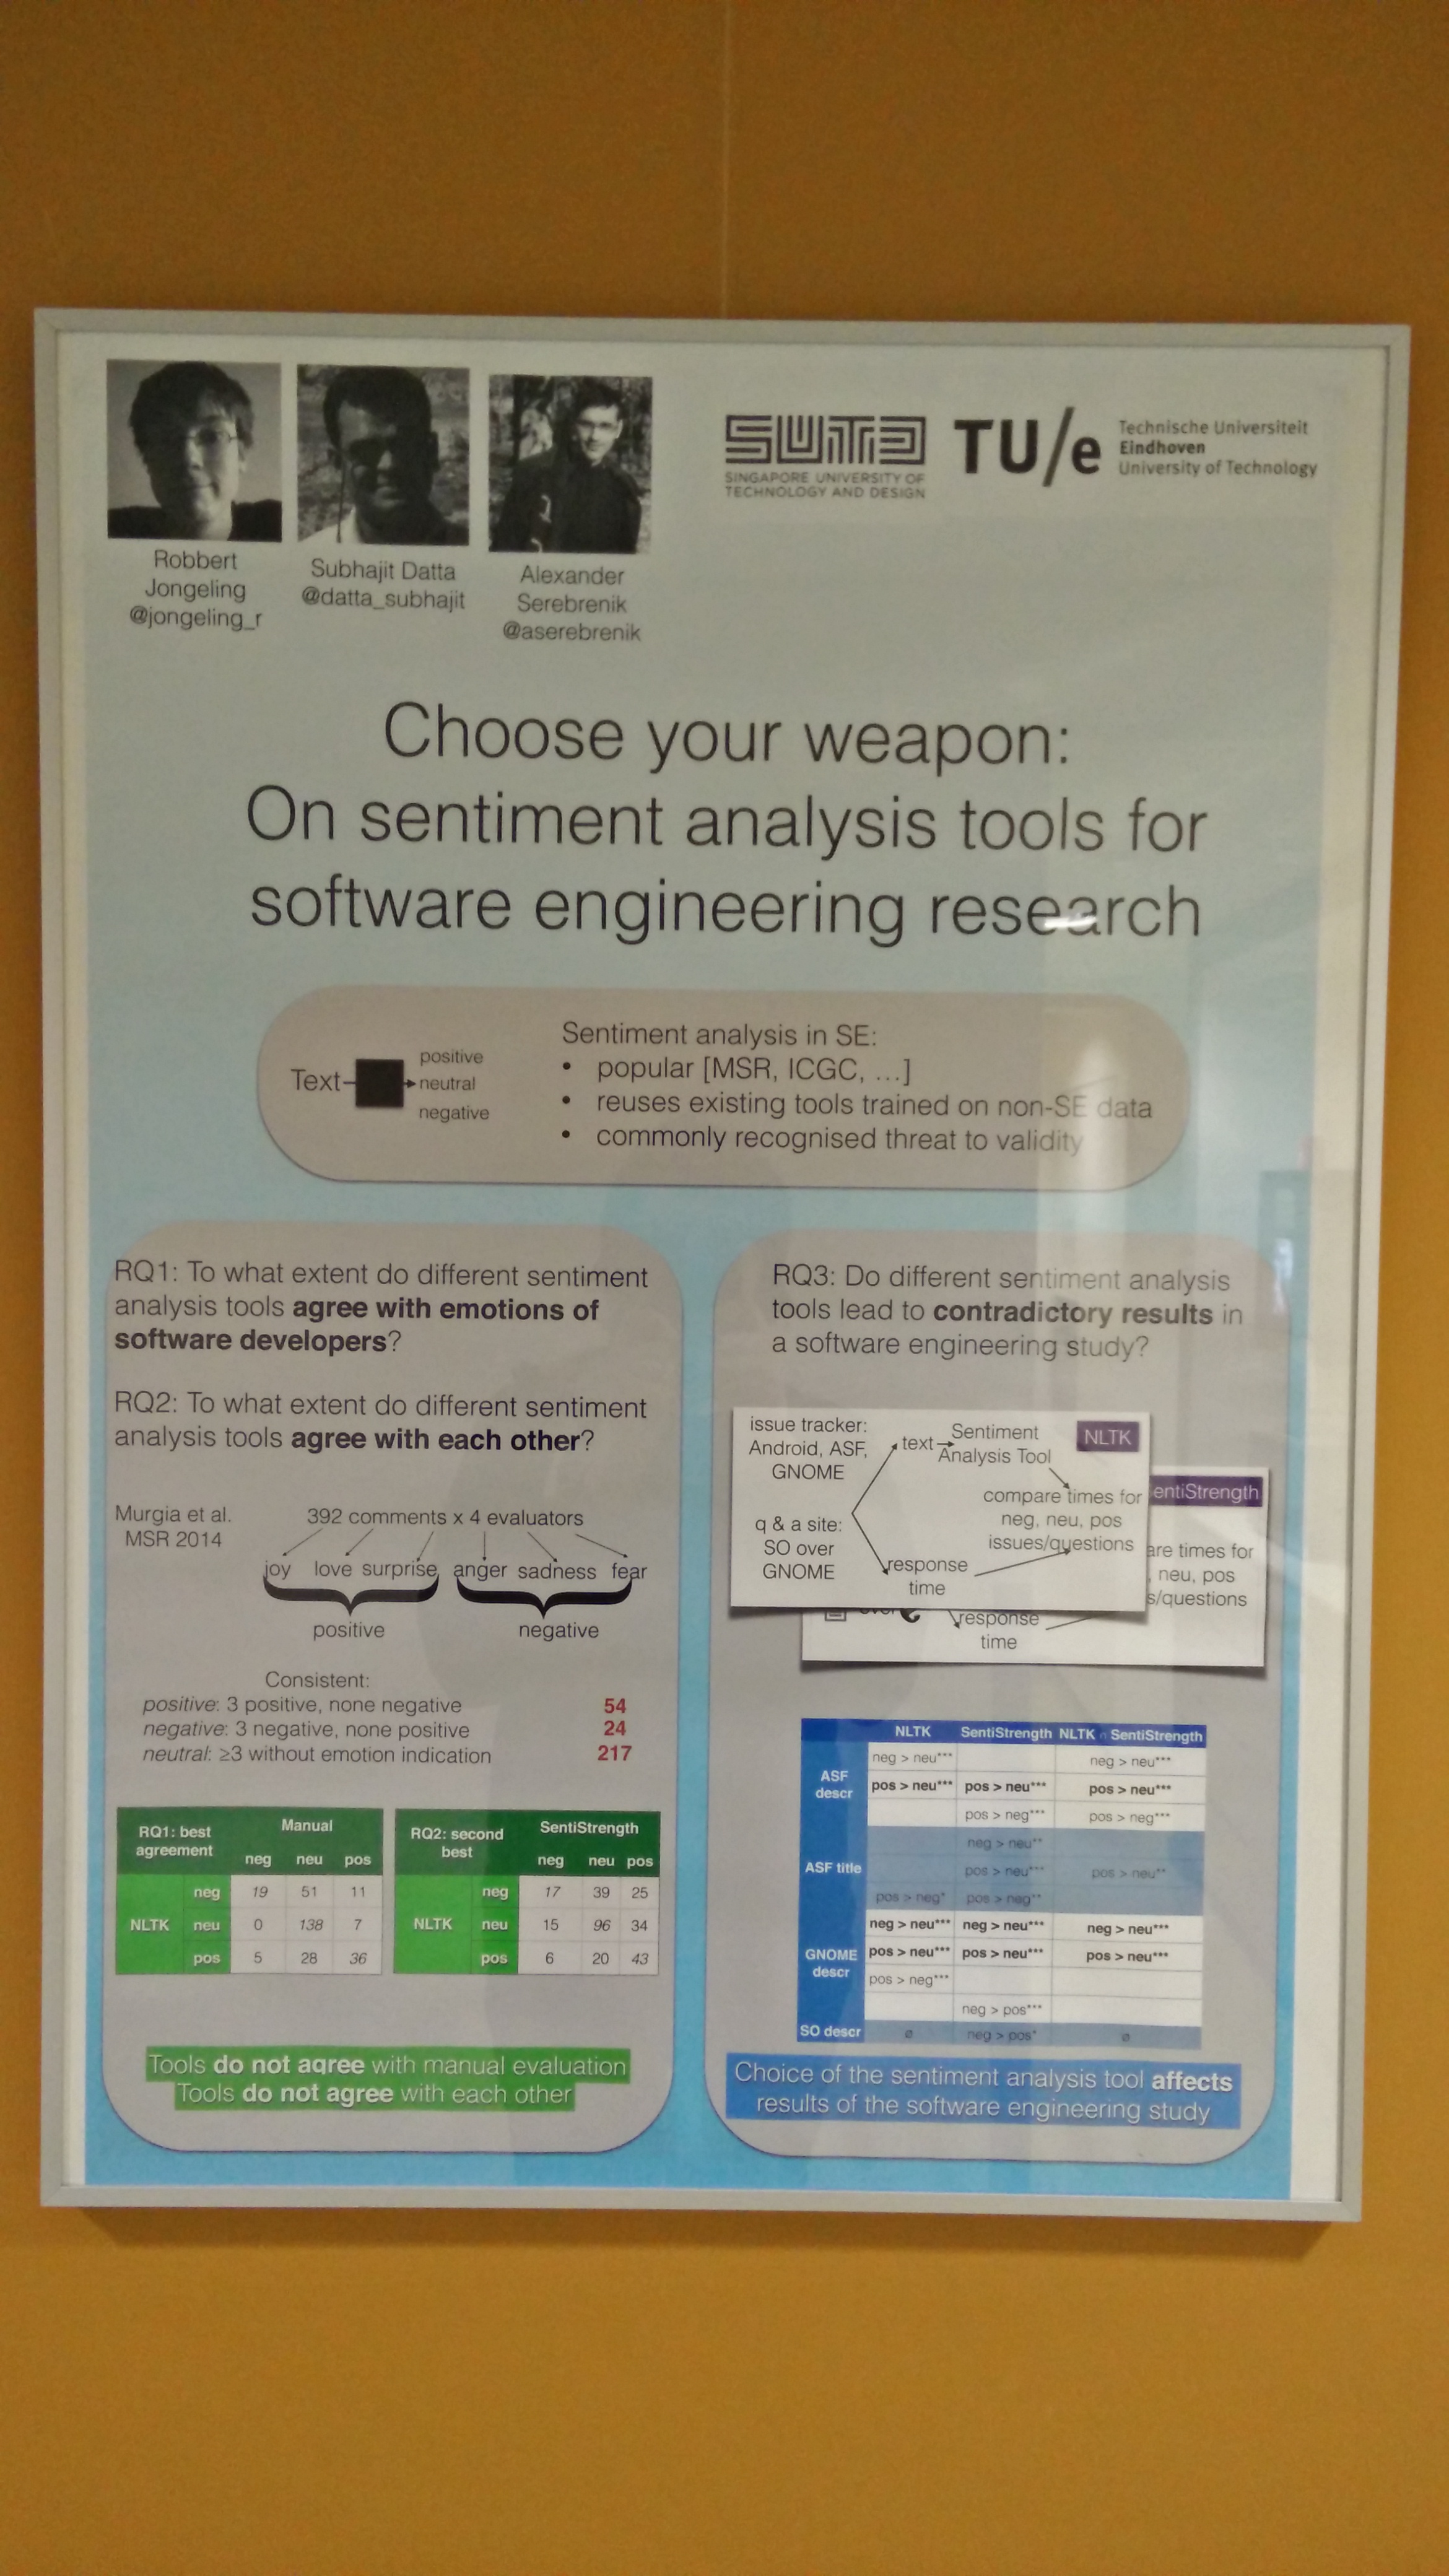 Robbert
Jongeling
@jongeling_r
Subhajit Datta
@datta_subhajit
Alexander
Serebrenik
@aserebrenik
SUTD
SINGAPORE UNIVERSITY OF
TECHNOLOGY AND DESIGN
TU/e
Technische Universiteit
Eindhoven
University of Technology
Choose your weapon:
On sentiment analysis tools for
software engineering research
Text
positive
neutral
negative
Sentiment analysis in SE:
• popular [MSR, ICGC, ...]
• reuses existing tools trained on non-SE data
• commonly recognised threat to validity
RQ1: To what extent do different sentiment
analysis tools agree with emotions of
software developers?
RQ2: To what extent do different sentiment
analysis tools agree with each other?
Murgia et al.
MSR 2014
392 comments x 4 evaluators
joy love surprise anger sadness fear
positive negative
Consistent:
positive: 3 positive, none negative 54
negative: 3 negative, none positive 24
neutral: ≥3 without emotion indication 217
RQ1: best
agreement
Manual
neg neu pos
NLTK
neg 19 51 11
neu 0 138 7
pos 5 28 36
RQ2: second
best
SentiStrength
neg neu pos
NLTK
neg 17 39 25
neu 15 96 34
pos 6 20 43
Tools do not agree with manual evaluation
Tools do not agree with each other
RQ3: Do different sentiment analysis
tools lead to contradictory results in
a software engineering study?
issue tracker:
Android, ASF,
GNOME
q & a site:
SO over
GNOME
text
Sentiment
Analysis Tool
NLTK
compare times for
neg, neu, pos
issues/questions
response
time
entiStrength
are times for
, neu, pos
s/questions
response
time
NLTK SentiStrength NLTK ∩ SentiStrength
ASF
descr
neg > neu*** neg > neu***
pos > neu*** pos > neu*** pos > neu***
pos > neg*** pos > neg***
ASF title
neg > neu**
pos > neu*** pos > neu**
pos > neg* pos > neg**
GNOME
descr
neg > neu*** neg > neu*** neg > neu***
pos > neu*** pos > neu*** pos > neu***
pos > neg***
neg > pos***
SO descr ø neg > pos* ø
Choice of the sentiment analysis tool affects
results of the software engineering study